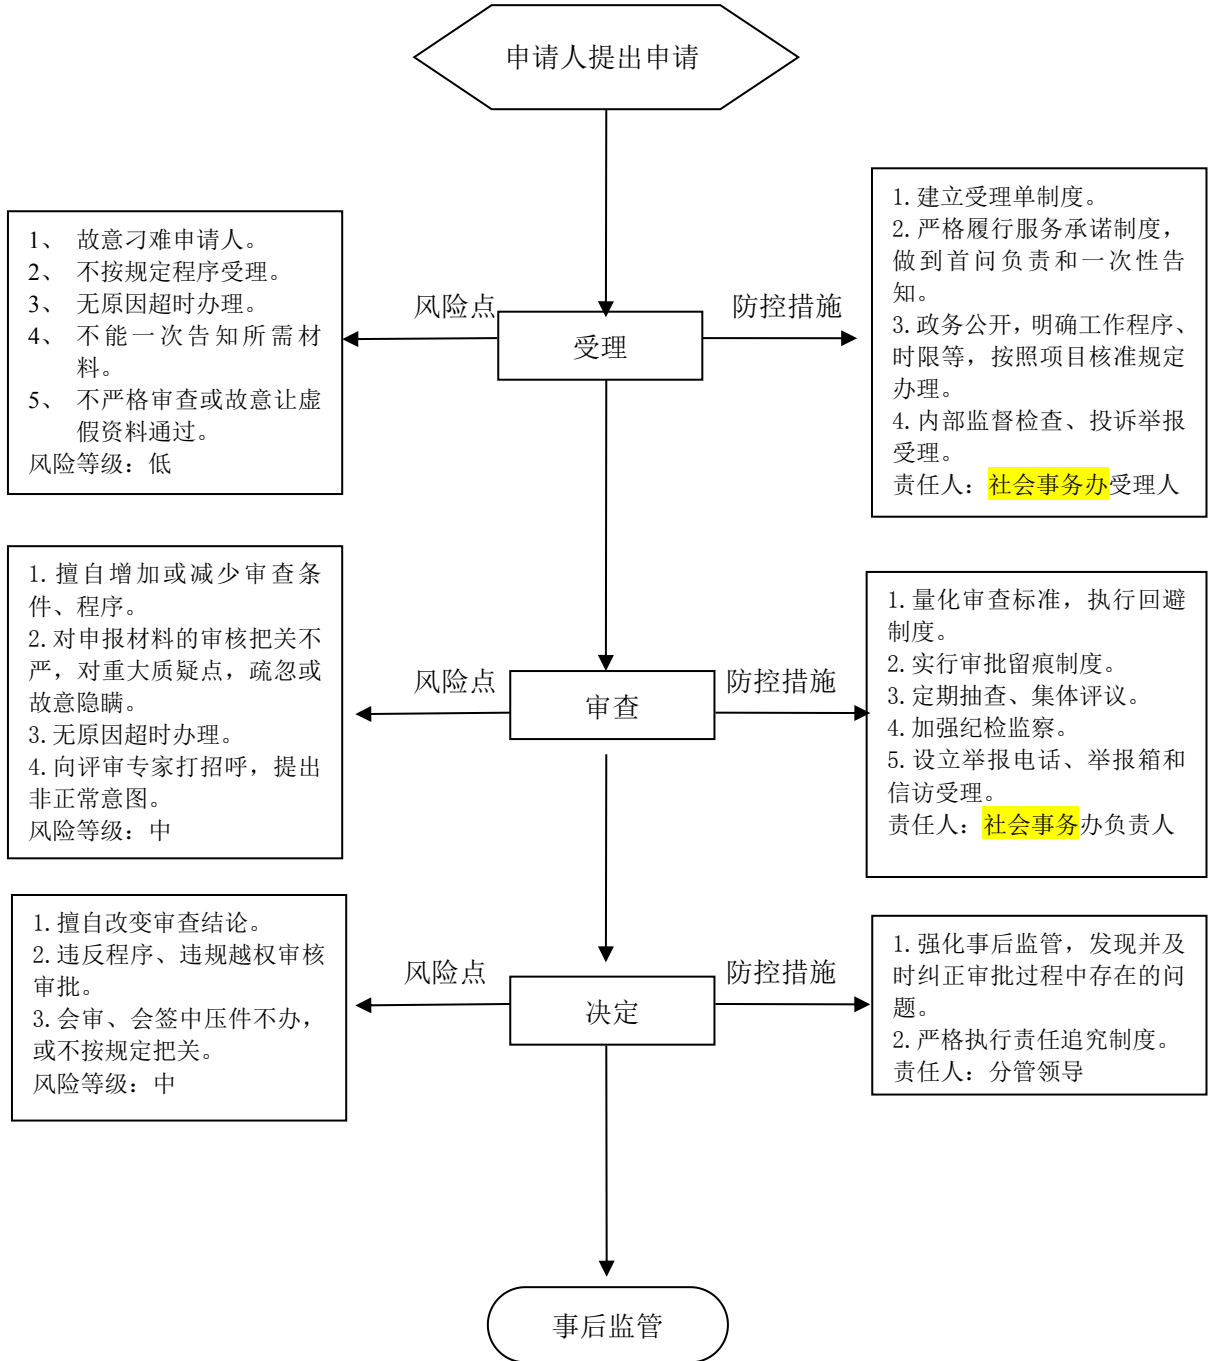 申请人提出申请
1、 故意刁难申请人。
2、 不按规定程序受理。
3、 无原因超时办理。
4、 不能一次告知所需材
料。
5、 不严格审查或故意让虚
假资料通过。
风险等级：低
风险点
受理
防控措施
1.建立受理单制度。
2.严格履行服务承诺制度，
做到首问负责和一次性告
知。
3.政务公开，明确工作程序、
时限等，按照项目核准规定
办理。
4.内部监督检查、投诉举报
受理。
责任人：社会事务办受理人
1.擅自增加或减少审查条
件、程序。
2.对申报材料的审核把关不
严，对重大质疑点，疏忽或
故意隐瞒。
3.无原因超时办理。
4.向评审专家打招呼，提出
非正常意图。
风险等级：中
风险点
审查
防控措施
1.量化审查标准，执行回避
制度。
2.实行审批留痕制度。
3.定期抽查、集体评议。
4.加强纪检监察。
5.设立举报电话、举报箱和
信访受理。
责任人：社会事务办负责人
1.擅自改变审查结论。
2.违反程序、违规越权审核
审批。
3.会审、会签中压件不办，
或不按规定把关。
风险等级：中
风险点
决定
防控措施
1.强化事后监管，发现并及
时纠正审批过程中存在的问
题。
2.严格执行责任追究制度。
责任人：分管领导
事后监管